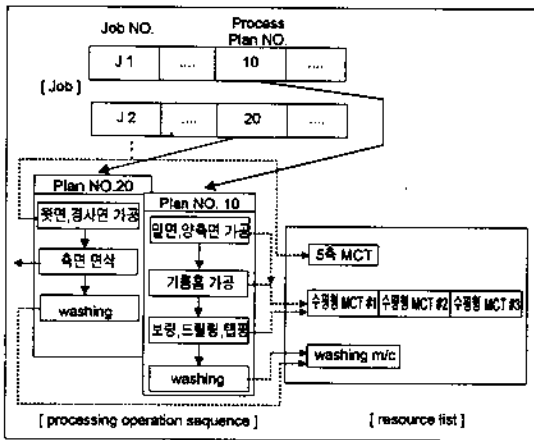 Job NO.
Process
Plan NO.
J 1 .... 10 ....
[ Job ]
J 2 .... 20 ....
Plan NO.20
윗면,경사면 가공
측면 연삭
washing
Plan NO. 10
밑면,양측면 가공
기름홈 가공
보링,드릴링,탭핑
washing
5축 MCT
수평형 MCT #1 수평형 MCT #2 수평형 MCT #3
washing m/c
[ processing operation sequence ]
[ resource list ]